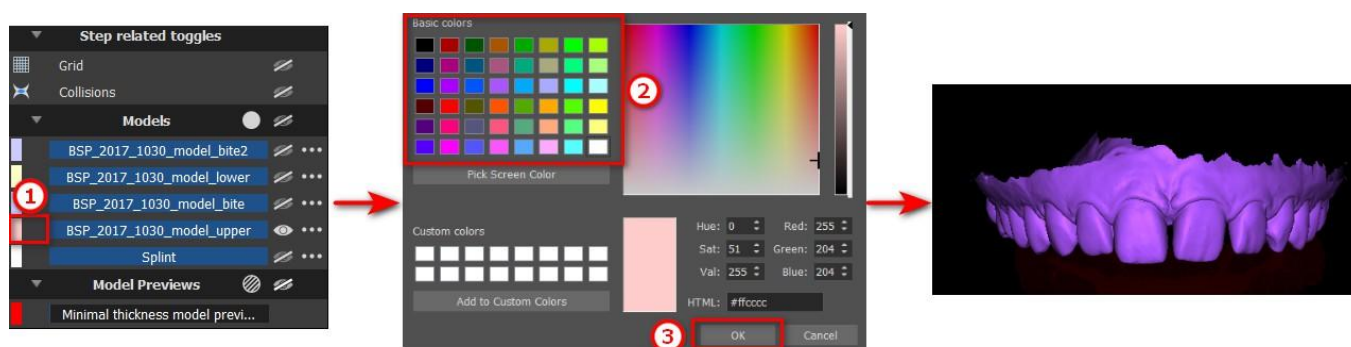 Step related toggles
Grid
Collisions
Models
BSP_2017_1030_model_bite2
BSP_2017_1030_model_lower
1
BSP_2017_1030_model_bite
BSP_2017_1030_model_upper
Splint
Model Previews
Minimal thickness model previ...
Basic colors
2
Pick Screen Color
Custom colors
Add to Custom Colors
Hue: 0 Red: 255
Sat: 51 Green: 204
Val: 255 Blue: 204
HTML: #ffcccc
3
OK Cancel